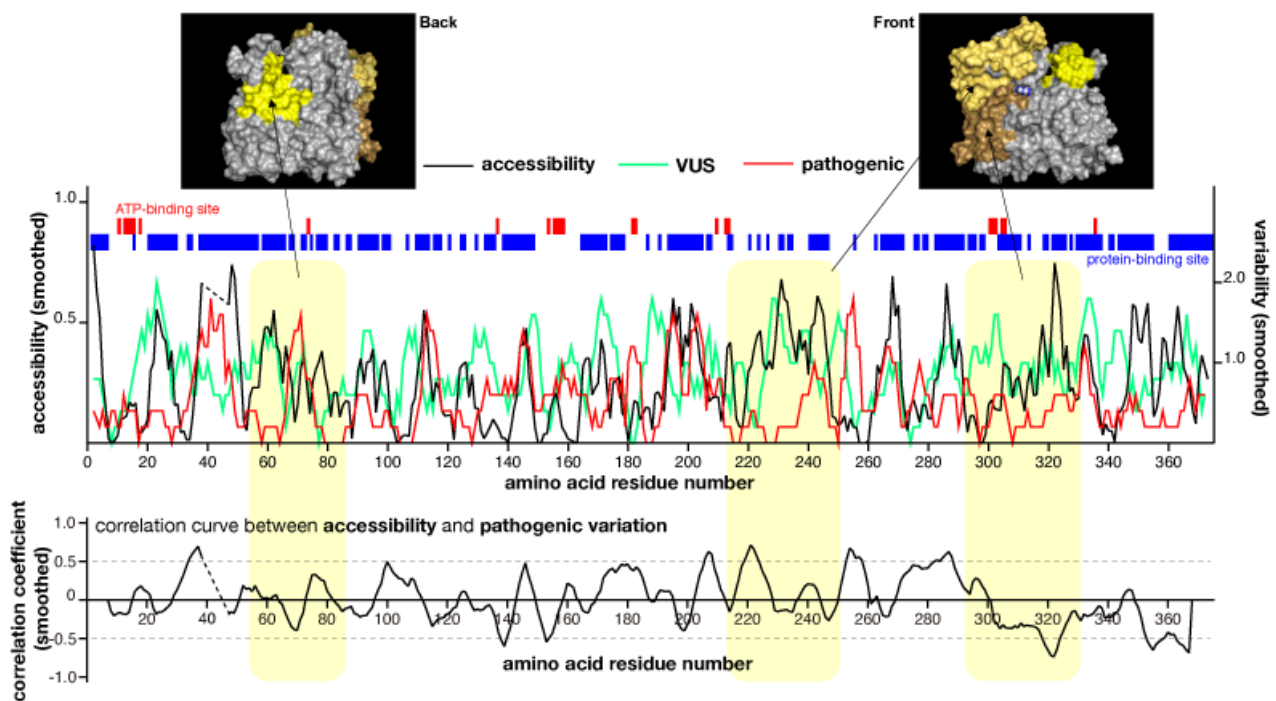 Back
Front
accessibility
VUS
pathogenic
1.0
ATP-binding site
protein-binding site
2.0
0.5
1.0
accessibility (smoothed)
variability (smoothed)
0 20 40 60 80 100 120 140 160 180 200 220 240 260 280 300 320 340 360
amino acid residue number
1.0
correlation curve between accessibility and pathogenic variation
0.5
0
20 40 60 80 100 120 140 160 180 200 220 240 260 280 300 320 340 360
-0.5
amino acid residue number
-1.0
correlation coefficient
(smoothed)